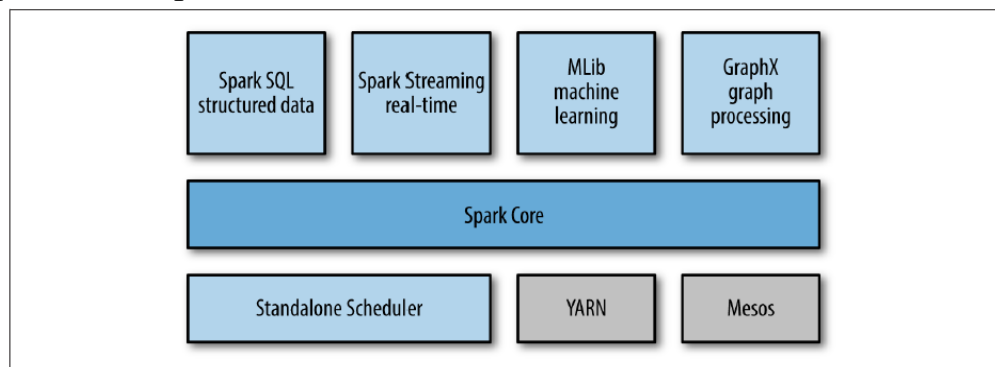 Spark SQL
structured data
Spark Streaming
real-time
MLib
machine
learning
GraphX
graph
processing
Spark Core
Standalone Scheduler
YARN
Mesos